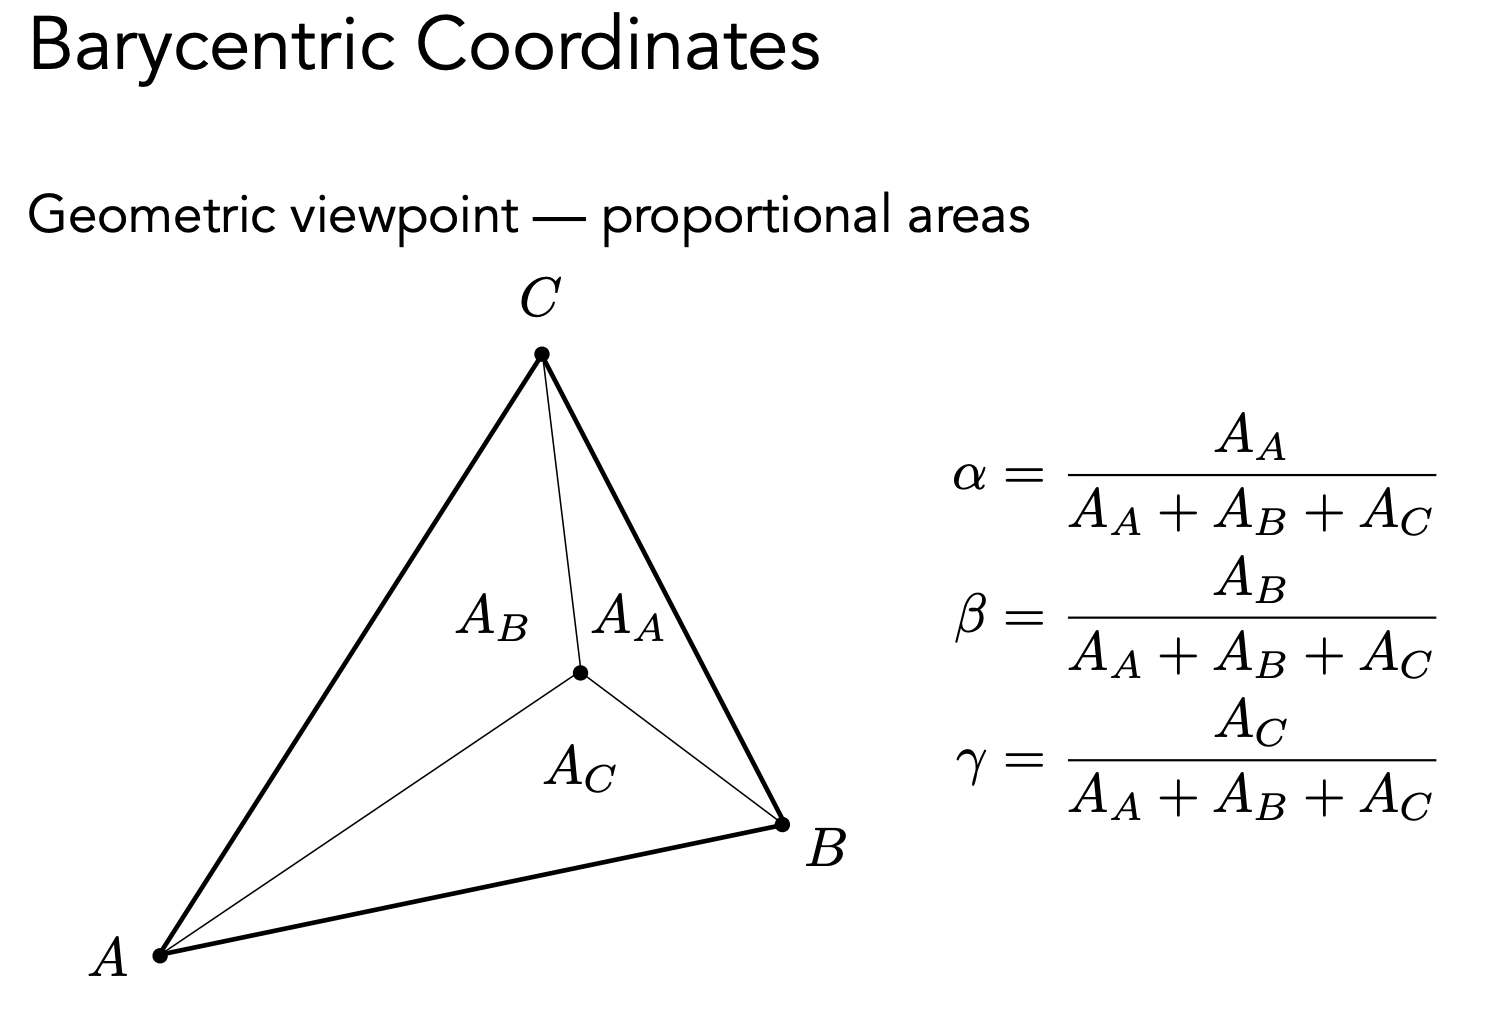 Barycentric Coordinates
Geometric viewpoint — proportional areas
C
A_B A_A
A_C
B
A
α = A_A / (A_A + A_B + A_C)
β = A_B / (A_A + A_B + A_C)
γ = A_C / (A_A + A_B + A_C)